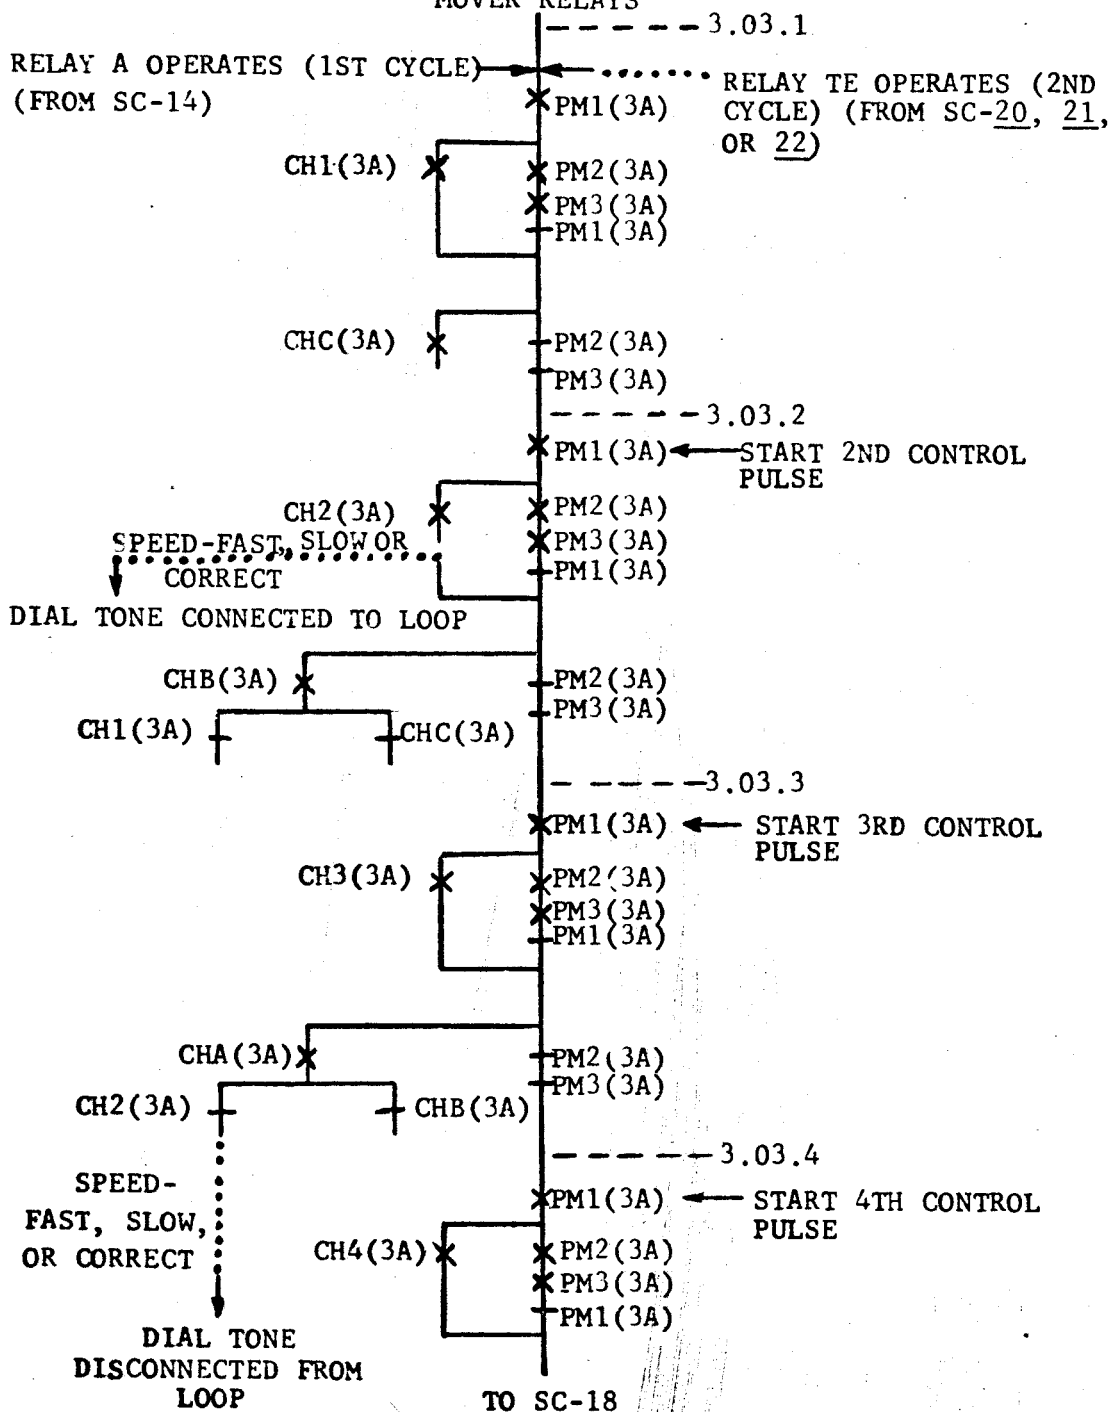 MOVER RELAYS
3.03.1
RELAY A OPERATES (1ST CYCLE)
(FROM SC-14)
RELAY TE OPERATES (2ND
CYCLE) (FROM SC-20, 21,
OR 22)
PM1(3A)
CH1(3A)
PM2(3A)
PM3(3A)
PM1(3A)
CHC(3A)
PM2(3A)
PM3(3A)
3.03.2
PM1(3A)
START 2ND CONTROL
PULSE
CH2(3A)
PM2(3A)
PM3(3A)
PM1(3A)
SPEED-FAST, SLOW OR
CORRECT
DIAL TONE CONNECTED TO LOOP
CHB(3A)
PM2(3A)
PM3(3A)
CH1(3A)
CHC(3A)
3.03.3
PM1(3A)
START 3RD CONTROL
PULSE
CH3(3A)
PM2(3A)
PM3(3A)
PM1(3A)
CHA(3A)
PM2(3A)
PM3(3A)
CH2(3A)
CHB(3A)
3.03.4
PM1(3A)
START 4TH CONTROL
PULSE
SPEED-
FAST, SLOW,
OR CORRECT
CH4(3A)
PM2(3A)
PM3(3A)
PM1(3A)
DIAL TONE
DISCONNECTED FROM
LOOP
TO SC-18